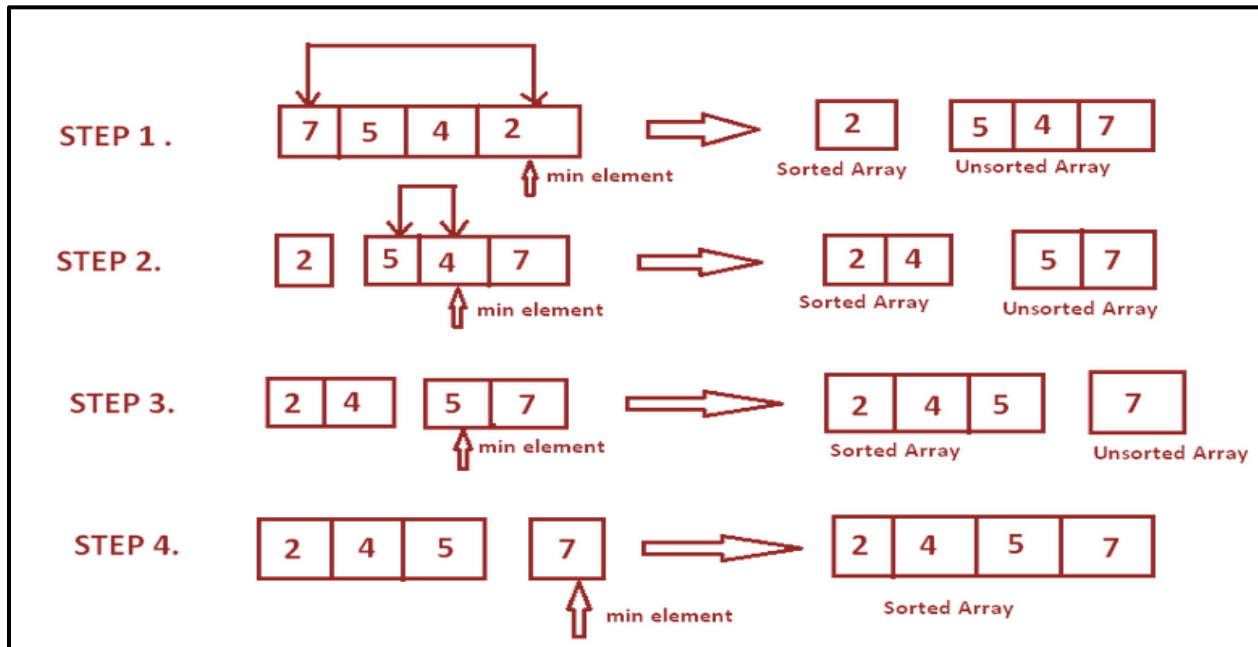 STEP 1 .
7 5 4 2
min element
2
Sorted Array
5 4 7
Unsorted Array
STEP 2.
2
5 4 7
min element
2 4
Sorted Array
5 7
Unsorted Array
STEP 3.
2 4
5 7
min element
2 4 5
Sorted Array
7
Unsorted Array
STEP 4.
2 4 5
7
min element
2 4 5 7
Sorted Array